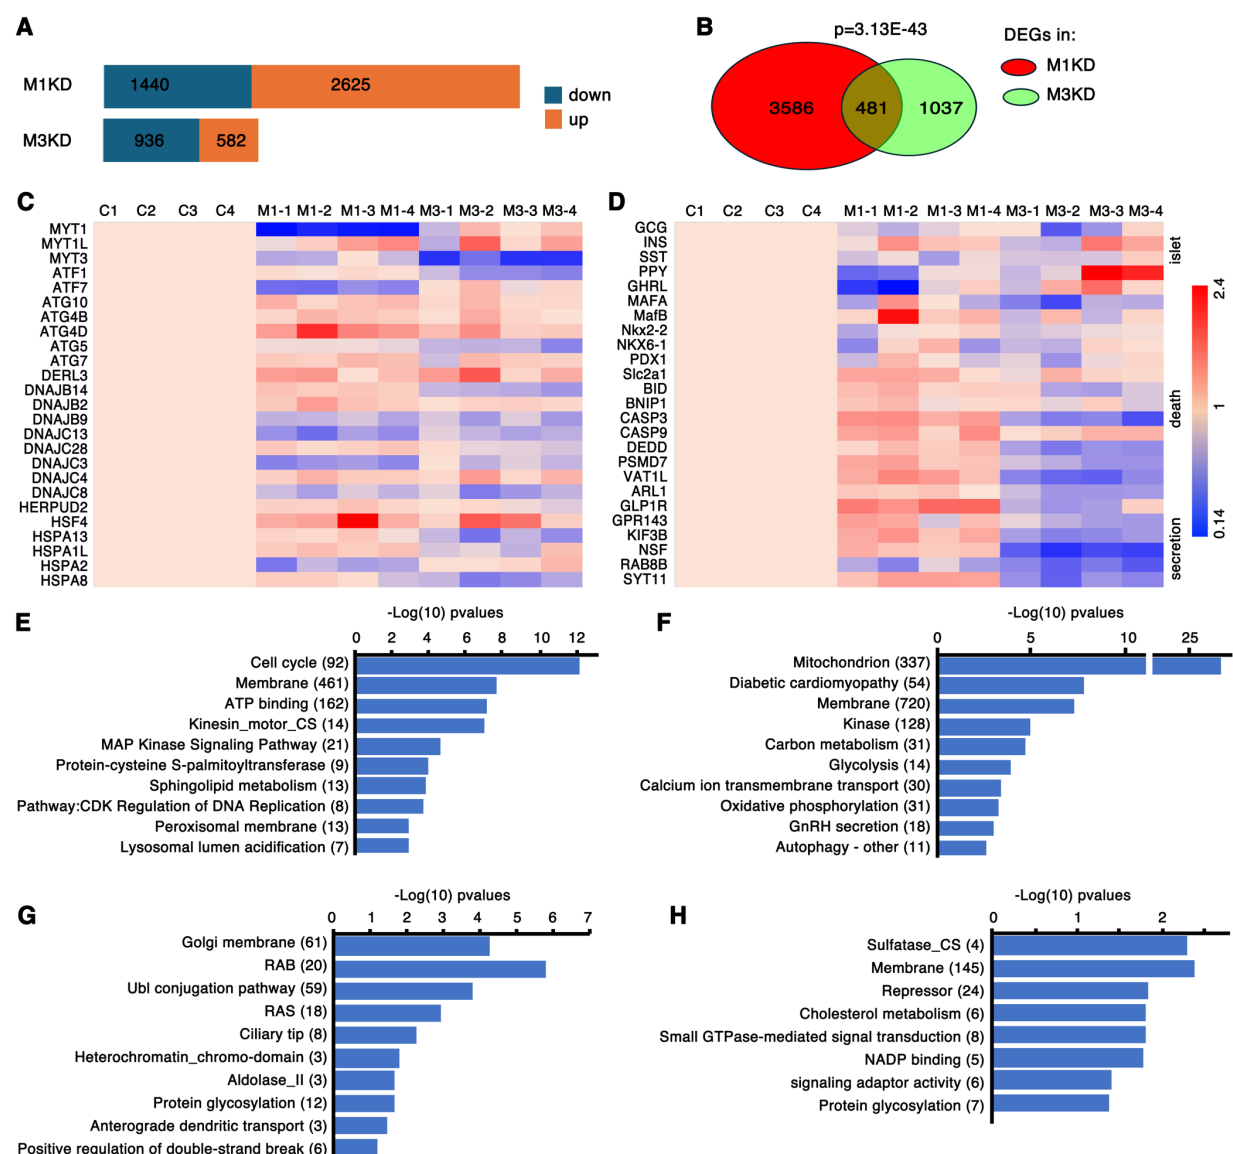 A
M1KD 1440 2625
M3KD 936 582
down
up
B
p=3.13E-43
3586 481 1037
DEGs in:
M1KD
M3KD
C
C1 C2 C3 C4 M1-1 M1-2 M1-3 M1-4 M3-1 M3-2 M3-3 M3-4
MYT1
MYT1L
MYT3
ATF1
ATF7
ATG10
ATG4B
ATG4D
ATG5
ATG7
DERL3
DNAJB14
DNAJB2
DNAJB9
DNAJC13
DNAJC28
DNAJC3
DNAJC4
DNAJC8
HERPUD2
HSF4
HSPA13
HSPA1L
HSPA2
HSPA8
D
C1 C2 C3 C4 M1-1 M1-2 M1-3 M1-4 M3-1 M3-2 M3-3 M3-4
GCG
INS
SST
PPY
GHRL
MAFA
MafB
Nkx2-2
NKX6-1
PDX1
Slc2a1
BID
BNIP1
CASP3
CASP9
DEDD
PSMD7
VAT1L
ARL1
GLP1R
GPR143
KIF3B
NSF
RAB8B
SYT11
islet
death
secretion
2.4
1
0.14
E
-Log(10) pvalues
0 2 4 6 8 10 12
Cell cycle (92)
Membrane (461)
ATP binding (162)
Kinesin_motor_CS (14)
MAP Kinase Signaling Pathway (21)
Protein-cysteine S-palmitoyltransferase (9)
Sphingolipid metabolism (13)
Pathway:CDK Regulation of DNA Replication (8)
Peroxisomal membrane (13)
Lysosomal lumen acidification (7)
F
-Log(10) pvalues
0 5 10 25
Mitochondrion (337)
Diabetic cardiomyopathy (54)
Membrane (720)
Kinase (128)
Carbon metabolism (31)
Glycolysis (14)
Calcium ion transmembrane transport (30)
Oxidative phosphorylation (31)
GnRH secretion (18)
Autophagy - other (11)
G
-Log(10) pvalues
0 1 2 3 4 5 6 7
Golgi membrane (61)
RAB (20)
Ubl conjugation pathway (59)
RAS (18)
Ciliary tip (8)
Heterochromatin_chromo-domain (3)
Aldolase_II (3)
Protein glycosylation (12)
Anterograde dendritic transport (3)
Positive regulation of double-strand break (6)
H
-Log(10) pvalues
0 1 2
Sulfatase_CS (4)
Membrane (145)
Repressor (24)
Cholesterol metabolism (6)
Small GTPase-mediated signal transduction (8)
NADP binding (5)
signaling adaptor activity (6)
Protein glycosylation (7)